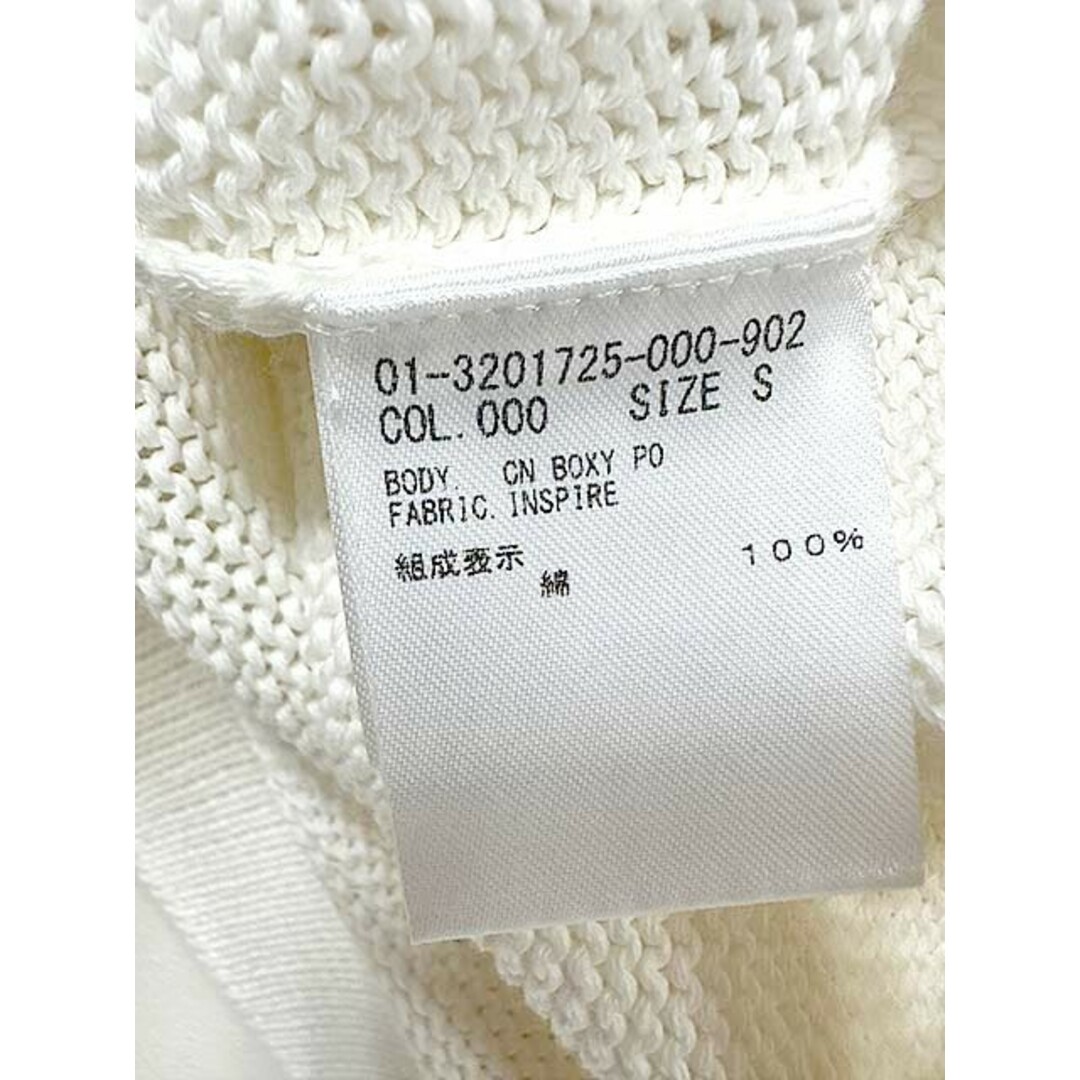 01-3201725-000-902
COL.000 SIZE S
BODY. CN BOXY PO
FABRIC.INSPIRE
組成表示
綿 １００％